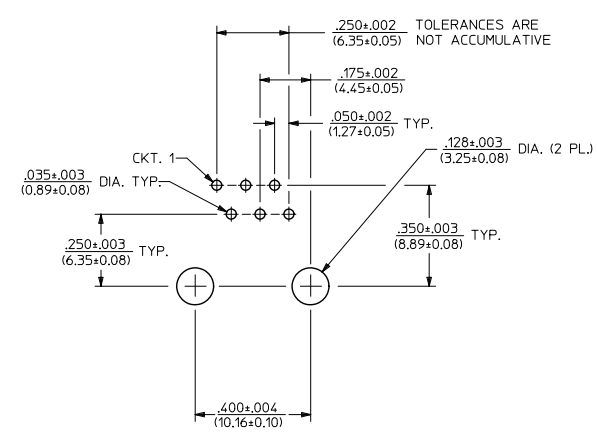 .250±.002 TOLERANCES ARE
(6.35±0.05) NOT ACCUMULATIVE
.175±.002
(4.45±0.05)
.050±.002 TYP.
(1.27±0.05)
.128±.003 DIA. (2 PL.)
(3.25±0.08)
CKT. 1
.035±.003 DIA. TYP.
(0.89±0.08)
.250±.003 TYP.
(6.35±0.08)
.350±.003 TYP.
(8.89±0.08)
.400±.004
(10.16±0.10)